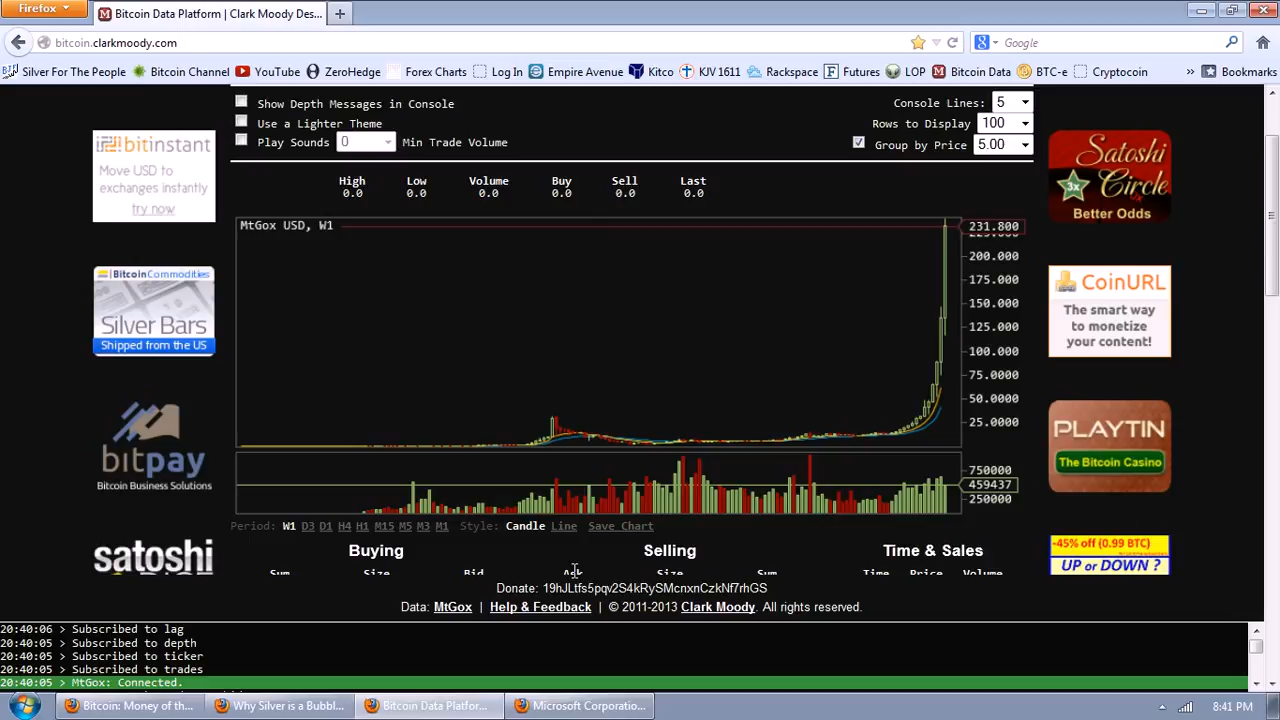 Firefox
Bitcoin Data Platform | Clark Moody Des...
bitcoin.clarkmoody.com
Google
Silver For The People
Bitcoin Channel
YouTube
ZeroHedge
Forex Charts
Log In
Empire Avenue
Kitco
KJV 1611
Rackspace
Futures
LOP
Bitcoin Data
BTC-e
Cryptocoin
»
Bookmarks
Show Depth Messages in Console
Console Lines: 5
Use a Lighter Theme
Rows to Display 100
Play Sounds 0 Min Trade Volume
Group by Price 5.00
High Low Volume Buy Sell Last
0.0 0.0 0.0 0.0 0.0 0.0
MtGox USD, W1
231.800
200.000
175.000
150.000
125.000
100.000
75.0000
50.0000
25.0000
750000
459437
250000
Period: W1 D3 D1 H4 H1 M15 M5 M3 M1 Style: Candle Line Save Chart
Buying Selling Time & Sales
Sum Size Bid Ask Size Sum Time Price Volume
Donate: 19hJLtfs5pqv2S4kRySMcnxnCzkNf7rhGS
Data: MtGox | Help & Feedback | © 2011-2013 Clark Moody. All rights reserved.
bitinstant
Move USD to
exchanges instantly
try now
BitcoinCommodities
Silver Bars
Shipped from the US
bitpay
Bitcoin Business Solutions
satoshi
Satoshi
3x
Circle
Better Odds
CoinURL
The smart way
to monetize
your content!
PLAYTIN
The Bitcoin Casino
-45% off (0.99 BTC)
UP or DOWN ?
20:40:06 > Subscribed to lag
20:40:05 > Subscribed to depth
20:40:05 > Subscribed to ticker
20:40:05 > Subscribed to trades
20:40:05 > MtGox: Connected.
Bitcoin: Money of th...
Why Silver is a Bubbl...
Bitcoin Data Platfor...
Microsoft Corporatio...
8:41 PM